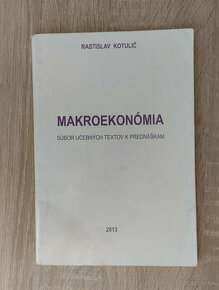 RASTISLAV KOTULIČ
MAKROEKONÓMIA
SÚBOR UČEBNÝCH TEXTOV K PREDNÁŠKAM
2013